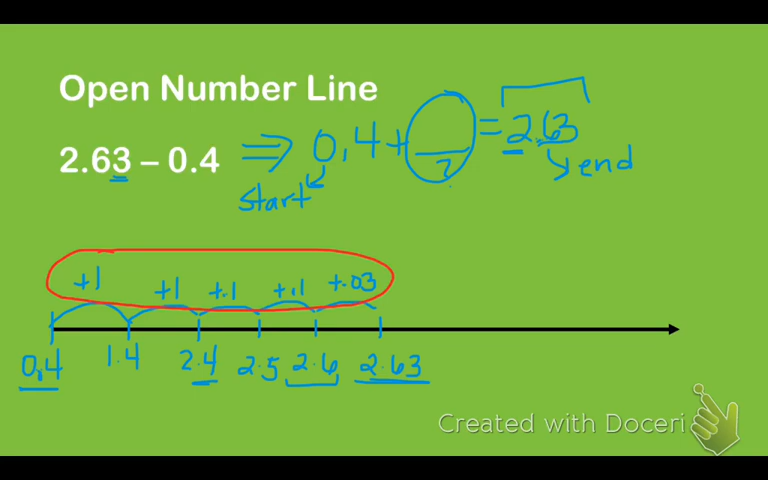 Open Number Line
2.63 – 0.4 ⇒ 0.4 + __ = 2.63
?
start
end
+1 +1 +.1 +.1 +.03
0.4 1.4 2.4 2.5 2.6 2.63
Created with Doceri